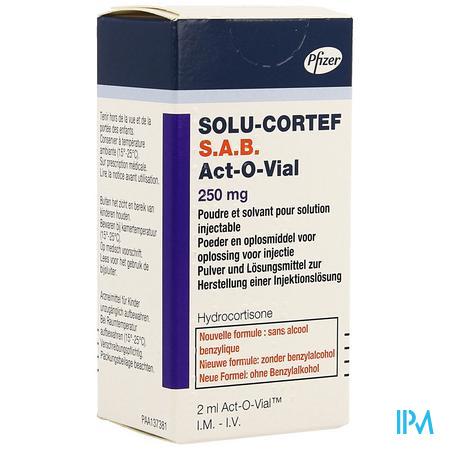 Pfizer
SOLU-CORTEF
S.A.B.
Act-O-Vial
250 mg
Poudre et solvant pour solution
injectable
Poeder en oplosmiddel voor
oplossing voor injectie
Pulver und Lösungsmittel zur
Herstellung einer Injektionslösung
Hydrocortisone
Nouvelle formule : sans alcool
benzylique
Nieuwe formule: zonder benzylalcohol
Neue Formel: ohne Benzylalkohol
2 ml Act-O-Vial™
I.M. - I.V.
Tenir hors de la vue et de la
portée des enfants.
Conserver à température
ambiante (15°-25°C).
Sur prescription médicale.
Lire la notice avant utilisation.
Buiten het zicht en bereik van
kinderen houden.
Bewaren bij kamertemperatuur
(15°-25°C).
Op medisch voorschrift.
Lees voor het gebruik de
bijsluiter.
Arzneimittel für Kinder
unzugänglich aufbewahren.
Bei Raumtemperatur
aufbewahren (15°-25°C).
Verschreibungspflichtig.
Packungsbeilage beachten.
PAA137381
IPM